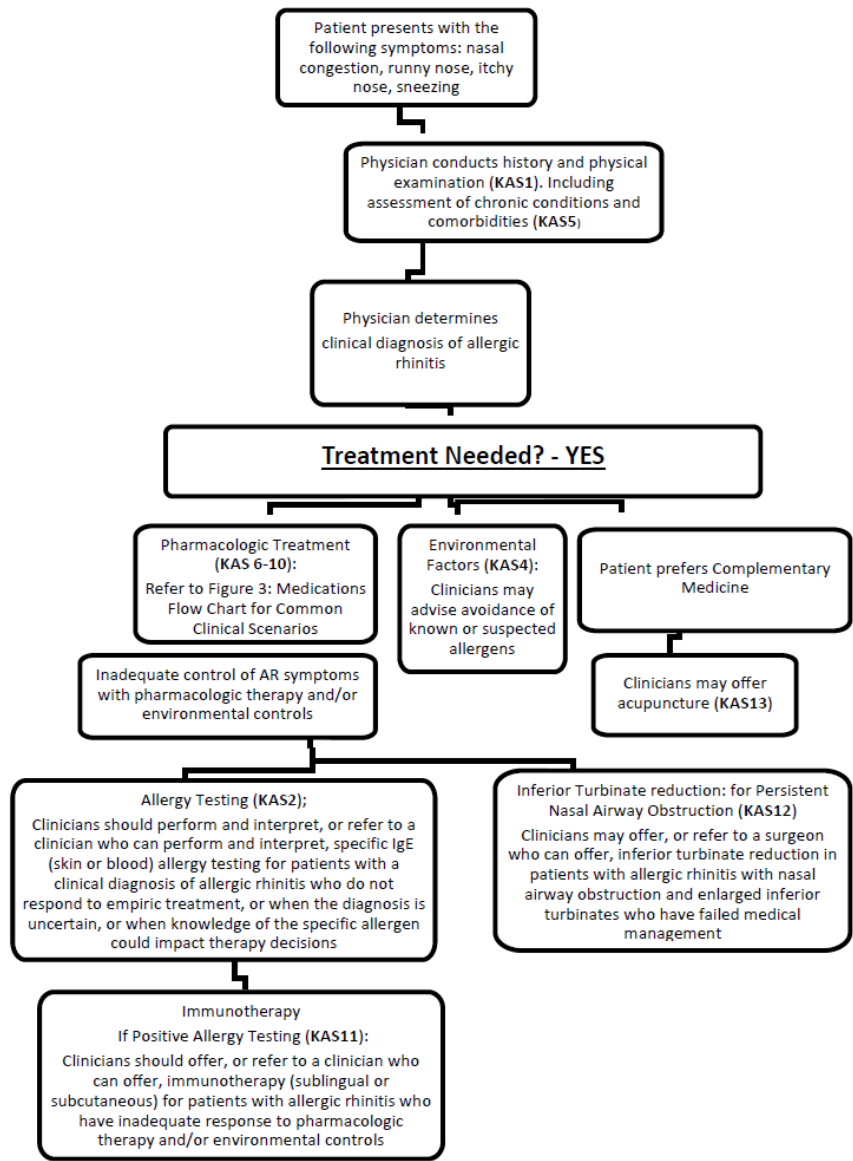 Patient presents with the
following symptoms: nasal
congestion, runny nose, itchy
nose, sneezing
Physician conducts history and physical
examination (KAS1). Including
assessment of chronic conditions and
comorbidities (KAS5)
Physician determines
clinical diagnosis of allergic
rhinitis
Treatment Needed? - YES
Pharmacologic Treatment
(KAS 6-10):
Refer to Figure 3: Medications
Flow Chart for Common
Clinical Scenarios
Environmental
Factors (KAS4):
Clinicians may
advise avoidance of
known or suspected
allergens
Patient prefers Complementary
Medicine
Inadequate control of AR symptoms
with pharmacologic therapy and/or
environmental controls
Clinicians may offer
acupuncture (KAS13)
Allergy Testing (KAS2);
Clinicians should perform and interpret, or refer to a
clinician who can perform and interpret, specific IgE
(skin or blood) allergy testing for patients with a
clinical diagnosis of allergic rhinitis who do not
respond to empiric treatment, or when the diagnosis is
uncertain, or when knowledge of the specific allergen
could impact therapy decisions
Inferior Turbinate reduction: for Persistent
Nasal Airway Obstruction (KAS12)
Clinicians may offer, or refer to a surgeon
who can offer, inferior turbinate reduction in
patients with allergic rhinitis with nasal
airway obstruction and enlarged inferior
turbinates who have failed medical
management
Immunotherapy
If Positive Allergy Testing (KAS11):
Clinicians should offer, or refer to a clinician who
can offer, immunotherapy (sublingual or
subcutaneous) for patients with allergic rhinitis who
have inadequate response to pharmacologic
therapy and/or environmental controls